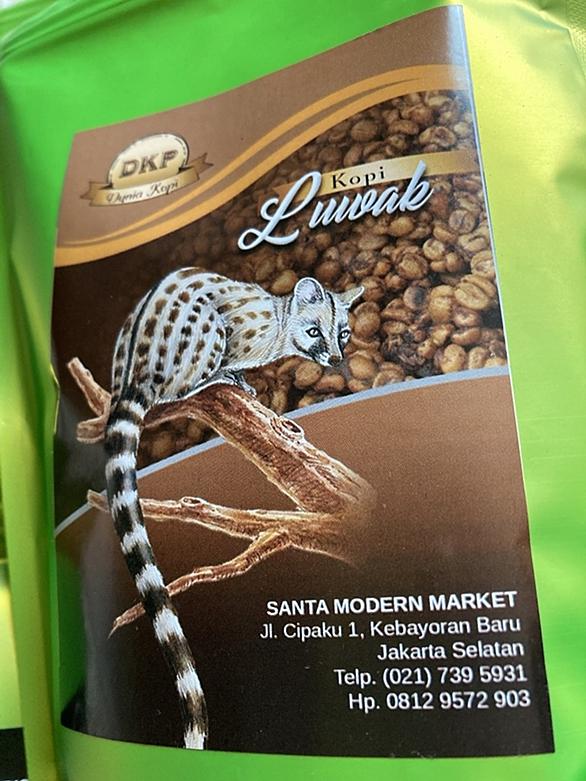 DKP
Dunia Kopi
Kopi
Luwak
SANTA MODERN MARKET
Jl. Cipaku 1, Kebayoran Baru
Jakarta Selatan
Telp. (021) 739 5931
Hp. 0812 9572 903